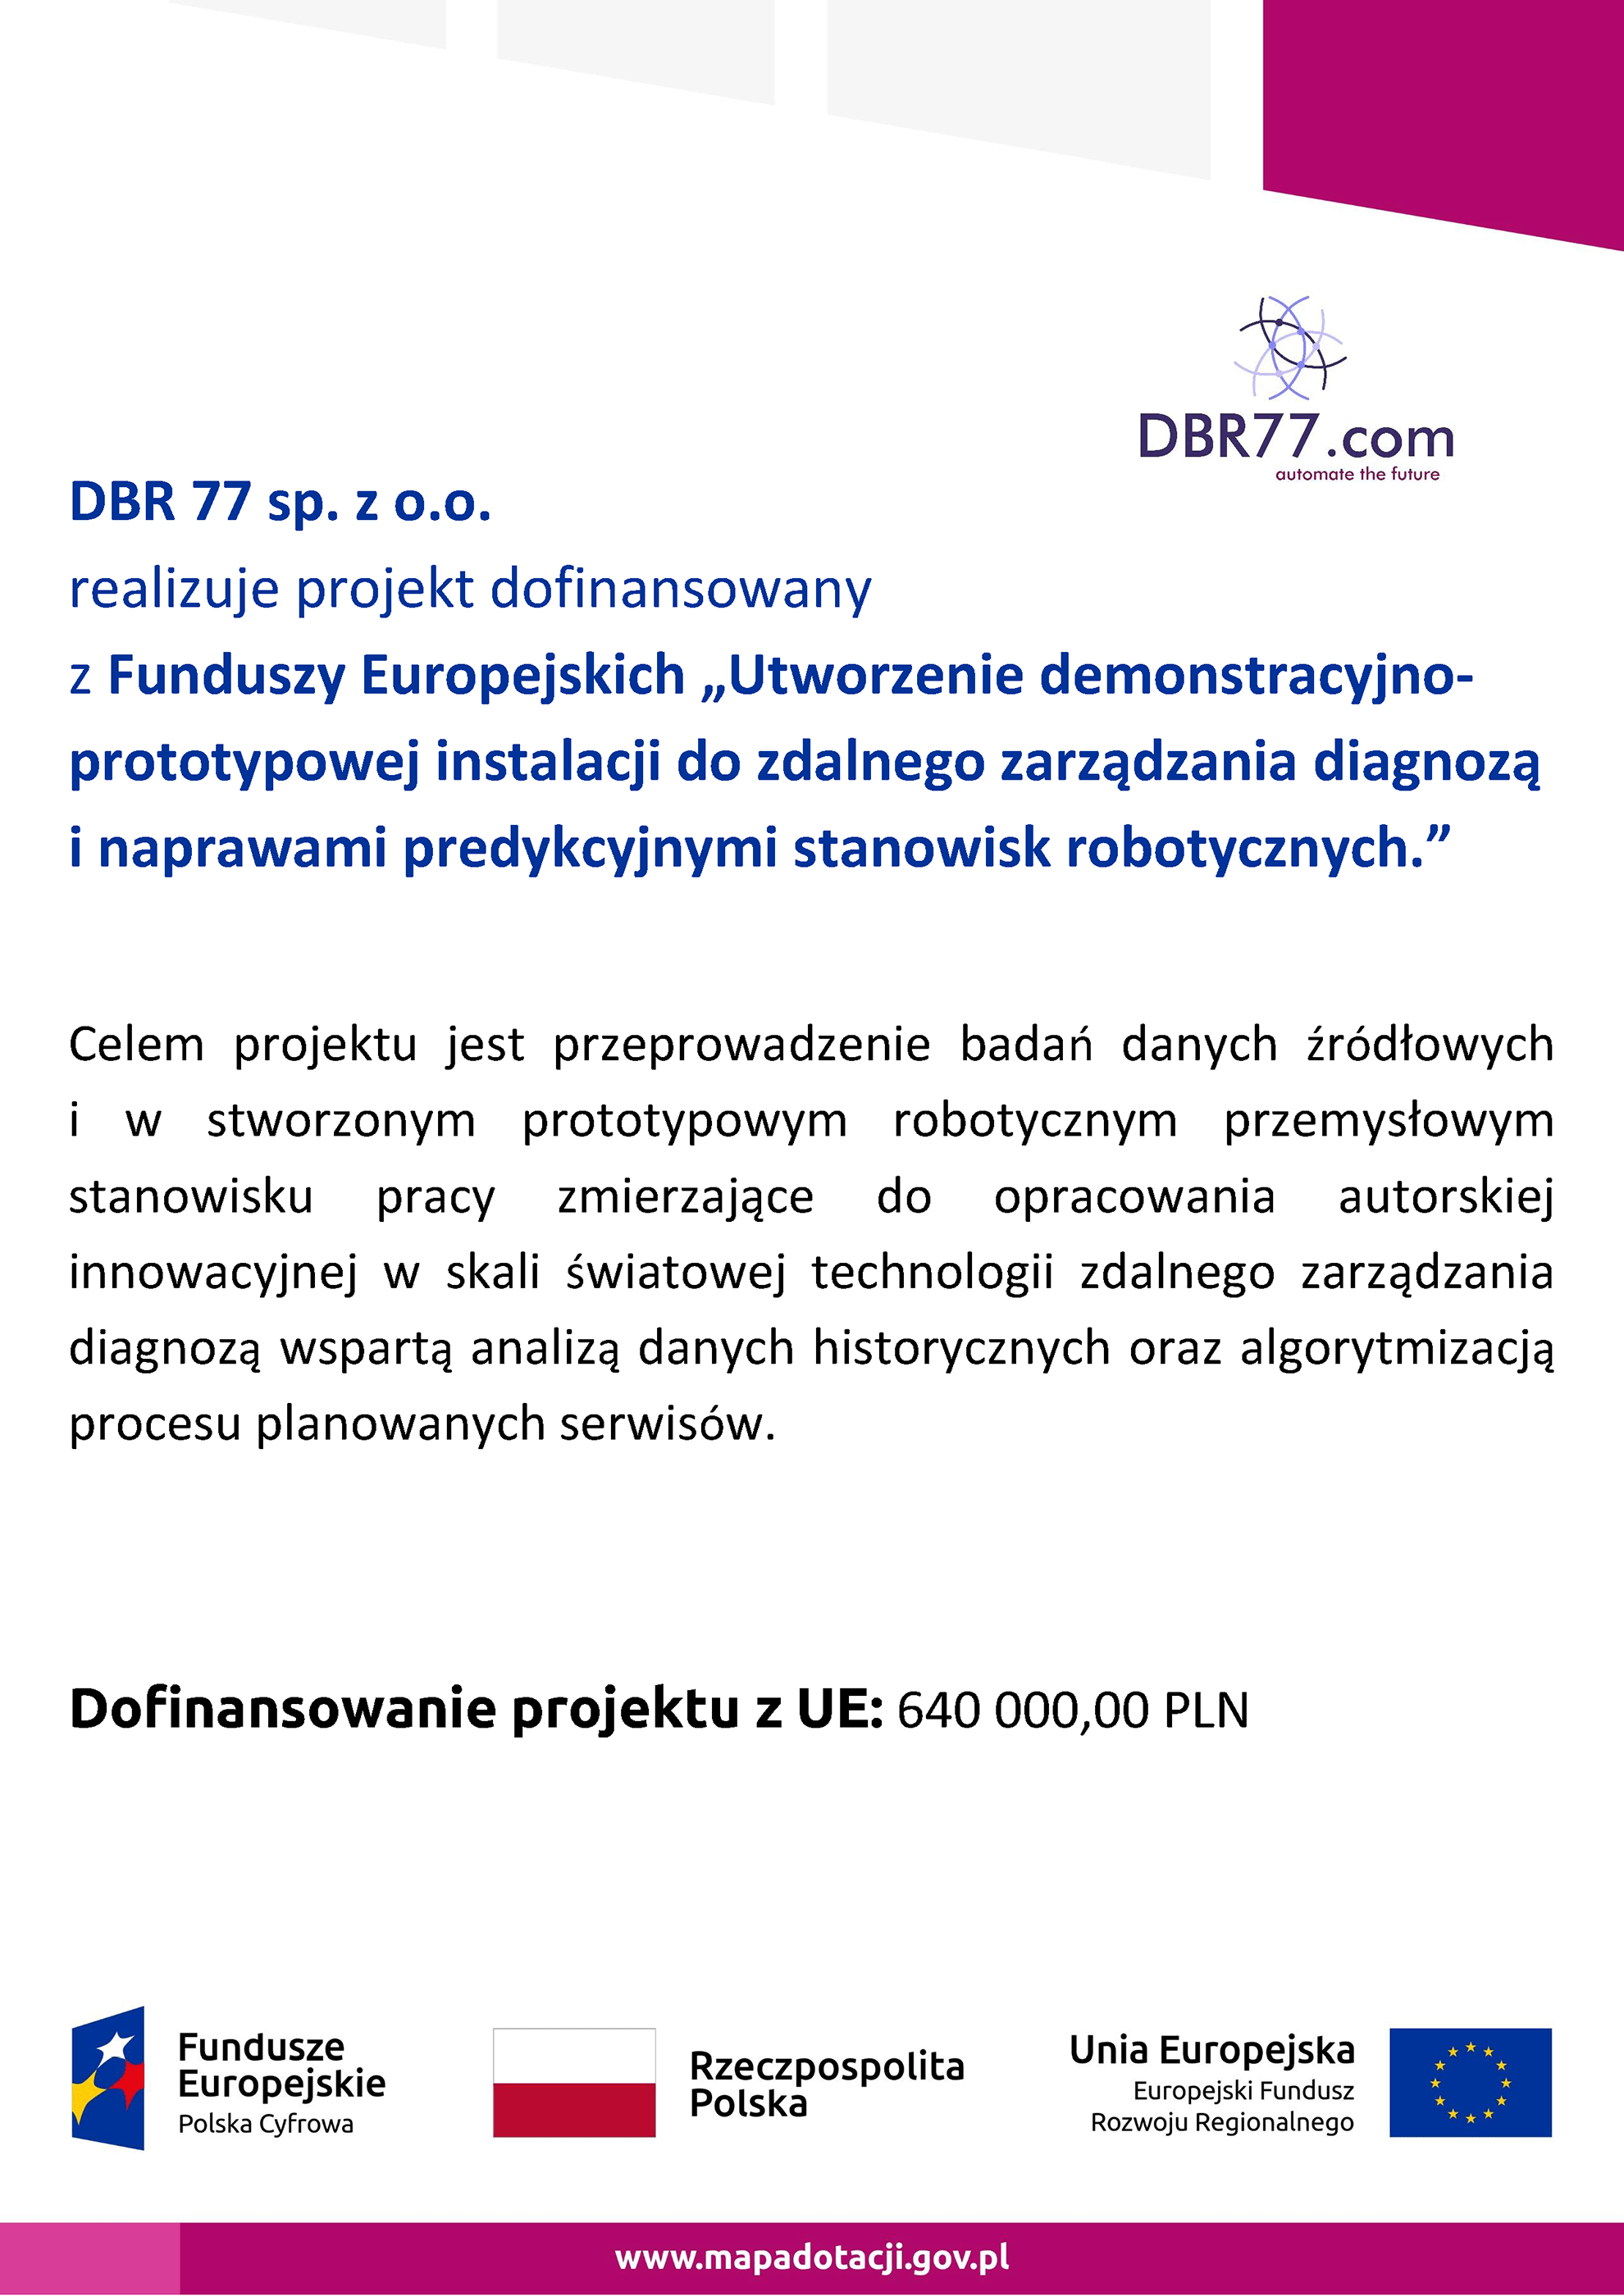 DBR77.com
automate the future
DBR 77 sp. z o.o.
realizuje projekt dofinansowany
z Funduszy Europejskich „Utworzenie demonstracyjno-
prototypowej instalacji do zdalnego zarządzania diagnozą
i naprawami predykcyjnymi stanowisk robotycznych.”
Celem projektu jest przeprowadzenie badań danych źródłowych
i w stworzonym prototypowym robotycznym przemysłowym
stanowisku pracy zmierzające do opracowania autorskiej
innowacyjnej w skali światowej technologii zdalnego zarządzania
diagnozą wspartą analizą danych historycznych oraz algorytmizacją
procesu planowanych serwisów.
Dofinansowanie projektu z UE: 640 000,00 PLN
Fundusze
Europejskie
Polska Cyfrowa
Rzeczpospolita
Polska
Unia Europejska
Europejski Fundusz
Rozwoju Regionalnego
www.mapadotacji.gov.pl